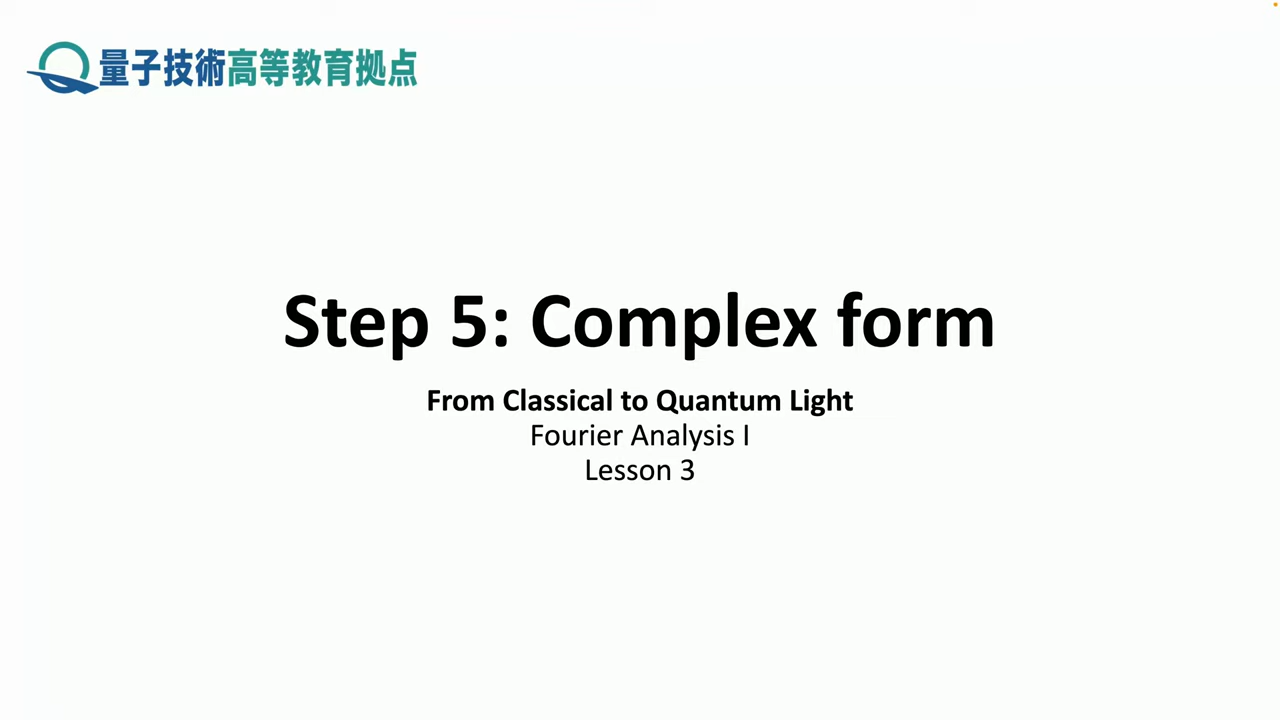 量子技術高等教育拠点
Step 5: Complex form
From Classical to Quantum Light
Fourier Analysis I
Lesson 3